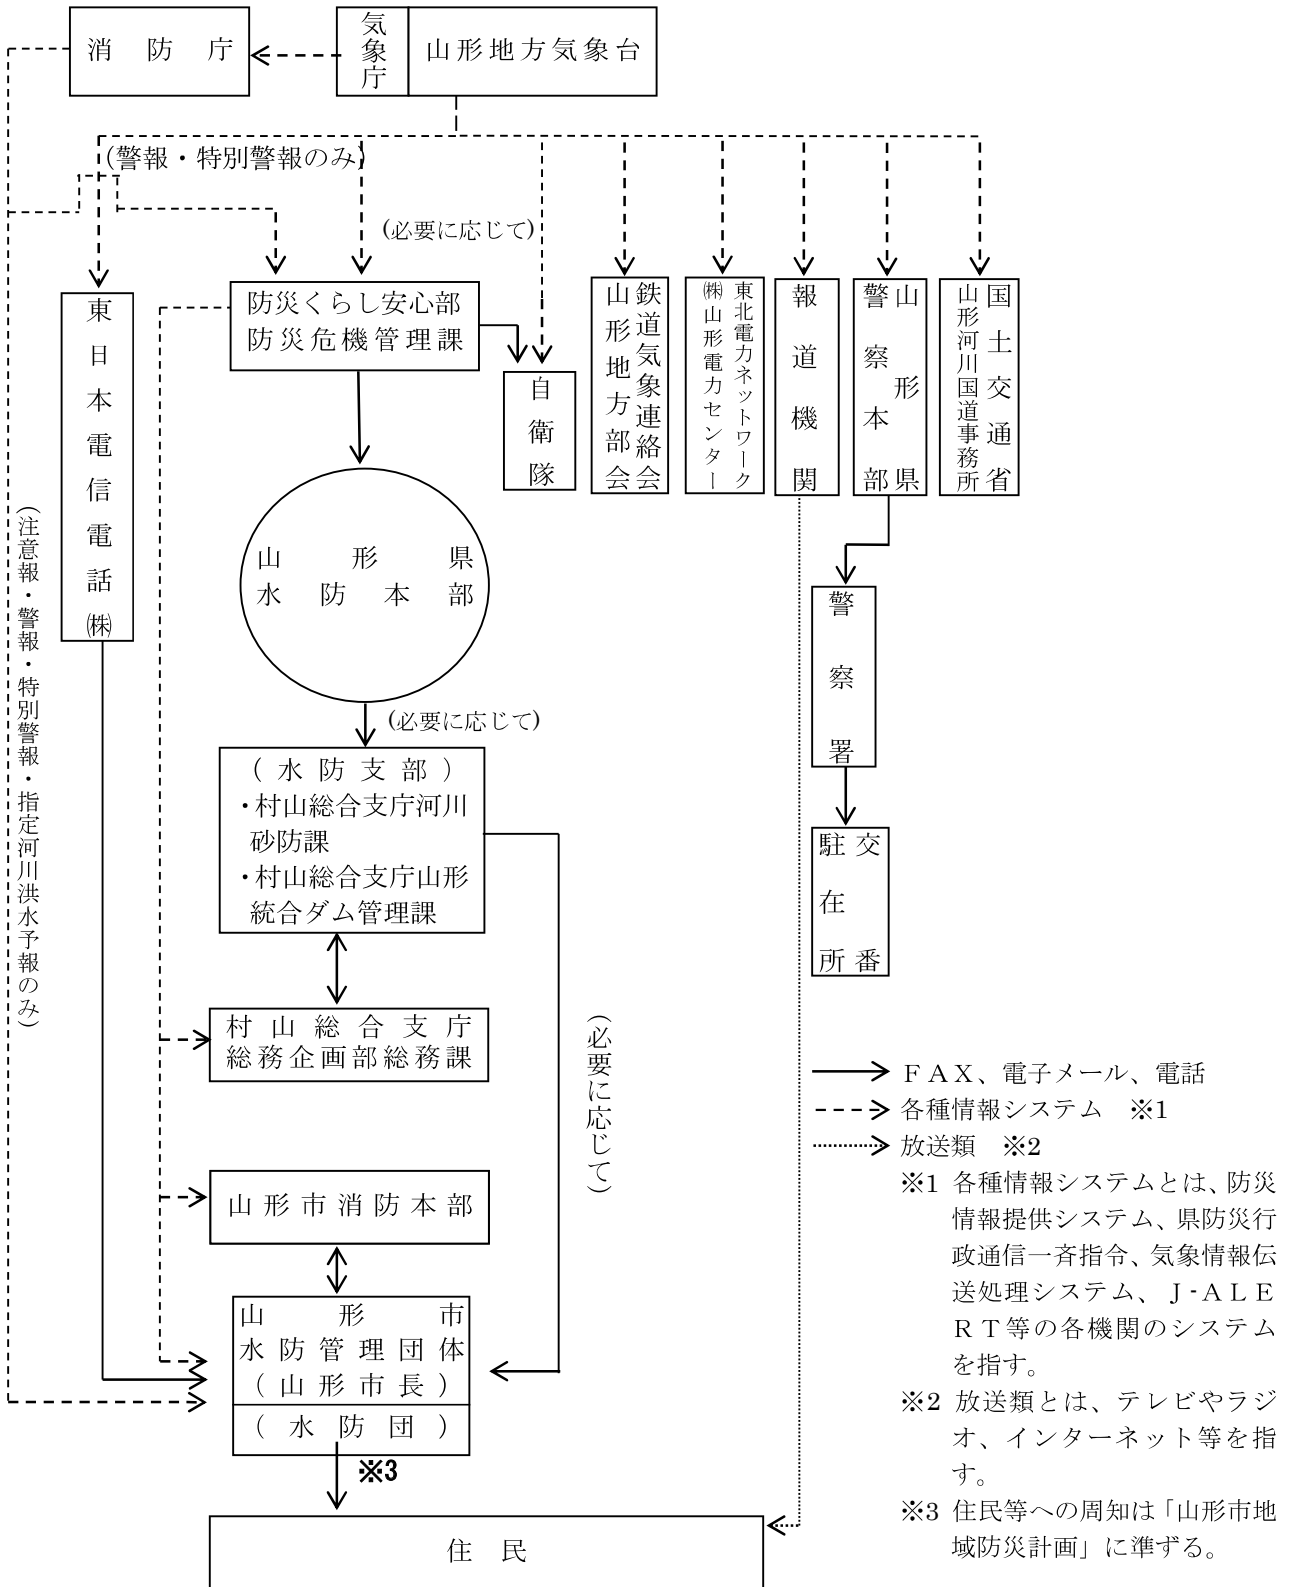 消防庁
気象庁
山形地方気象台
(警報・特別警報のみ)
(必要に応じて)
東日本電信電話㈱
防災くらし安心部
防災危機管理課
自衛隊
鉄道気象連絡会
山形地方部会
東北電力ネットワーク
㈱山形電力センター
報道機関
山形県
警察本部
国土交通省
山形河川国道事務所
(注意報・警報・特別警報・指定河川洪水予報のみ)
山形県
水防本部
(必要に応じて)
警察署
(水防支部)
・村山総合支庁河川
砂防課
・村山総合支庁山形
統合ダム管理課
交番
駐在所
村山総合支庁
総務企画部総務課
(必要に応じて)
山形市消防本部
山形市
水防管理団体
(山形市長)
(水防団)
※3
住民
ＦＡＸ、電子メール、電話
各種情報システム ※1
放送類 ※2
※1 各種情報システムとは、防災
情報提供システム、県防災行
政通信一斉指令、気象情報伝
送処理システム、Ｊ-ＡＬＥ
ＲＴ等の各機関のシステム
を指す。
※2 放送類とは、テレビやラジ
オ、インターネット等を指
す。
※3 住民等への周知は「山形市地
域防災計画」に準ずる。